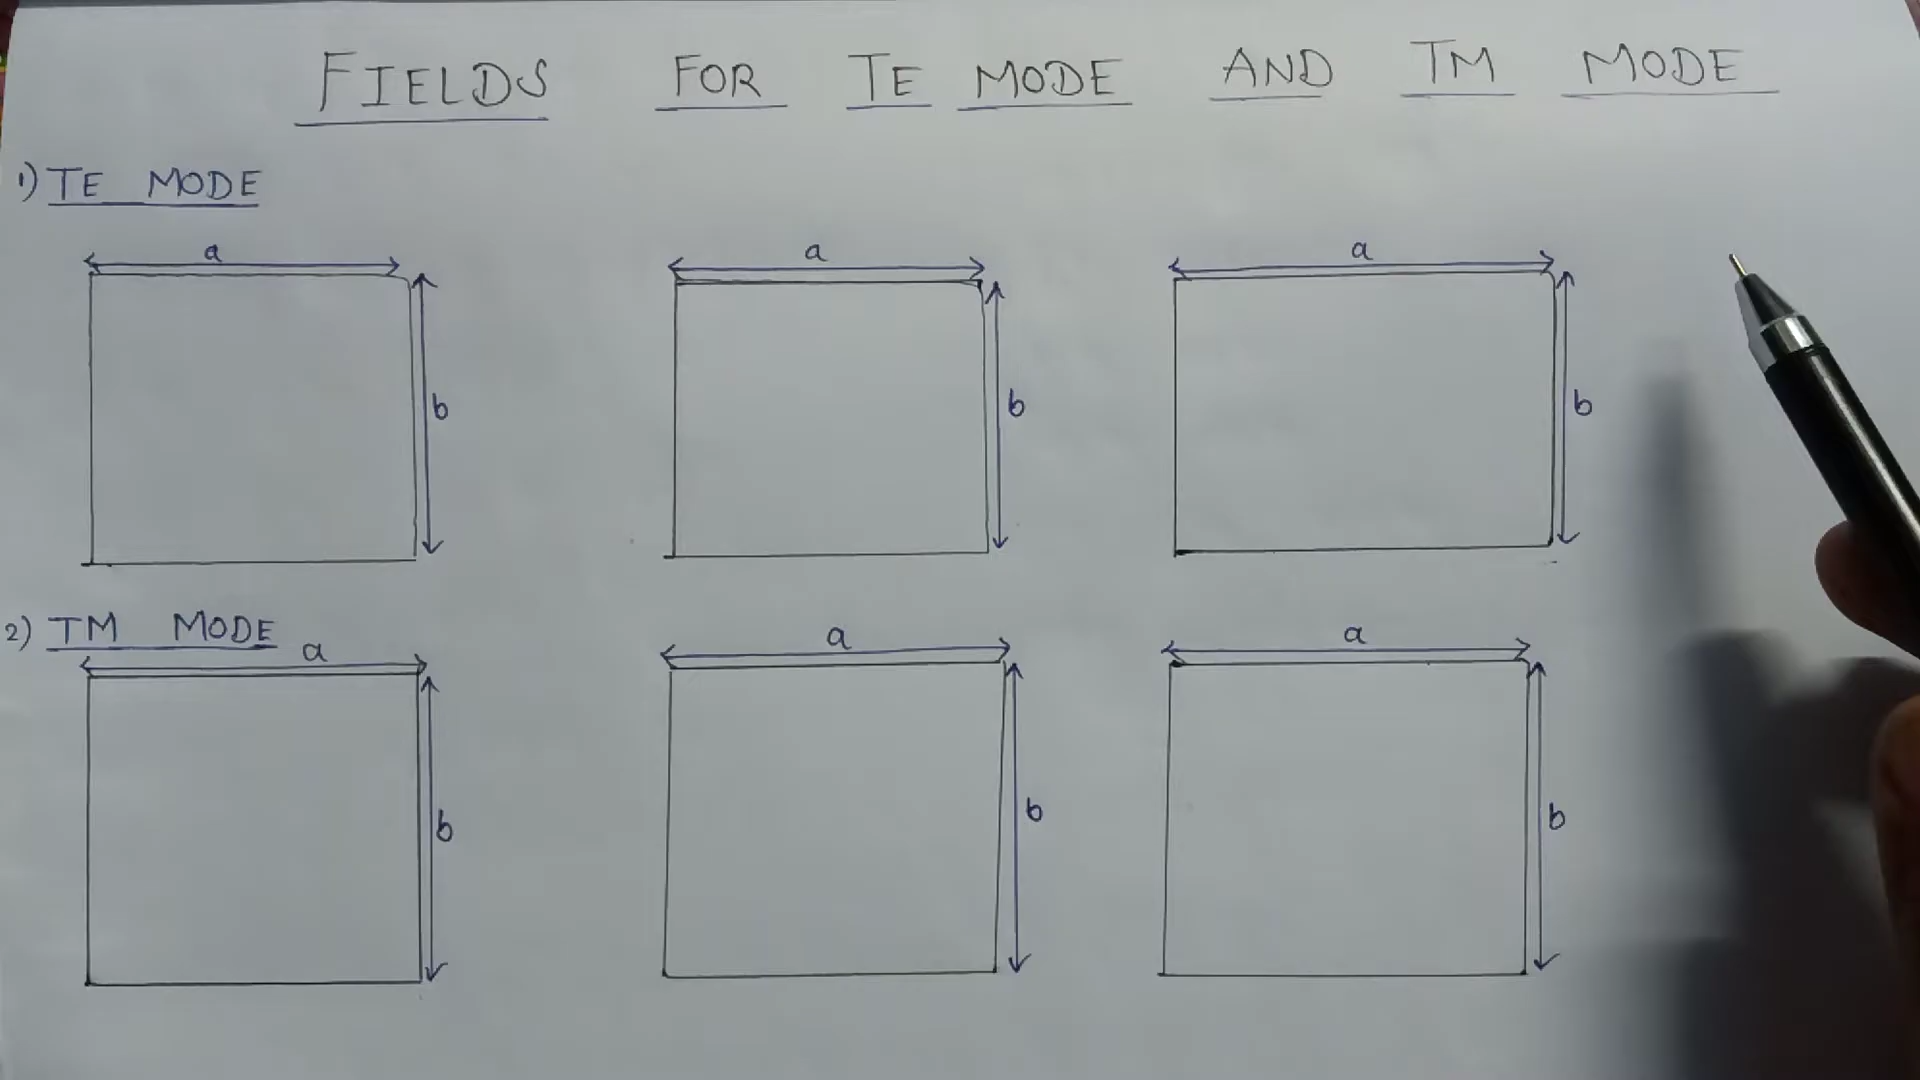 FIELDS FOR TE MODE AND TM MODE
1) TE MODE
a a a
b b b
2) TM MODE
a a a
b b b